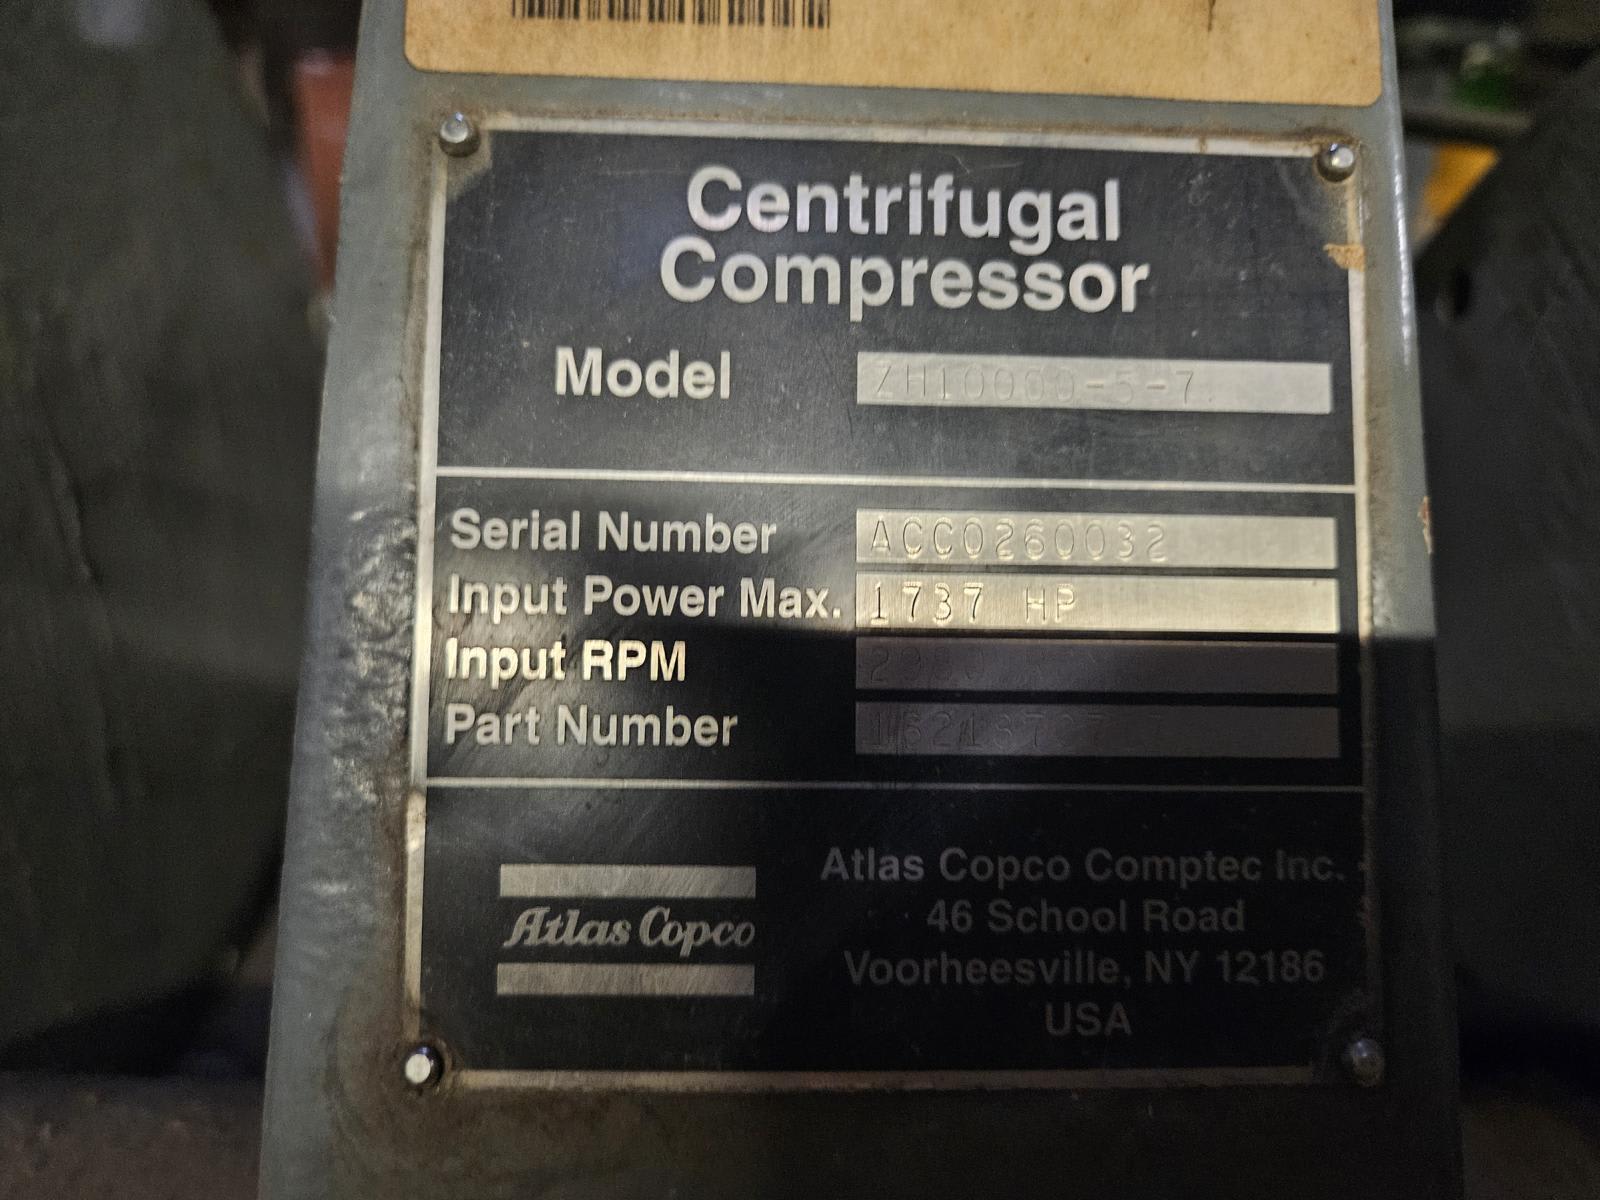 Centrifugal
Compressor
Model ZH10000-5-7
Serial Number ACC0260032
Input Power Max. 1737 HP
Input RPM
Part Number
Atlas Copco
Atlas Copco Comptec Inc.
46 School Road
Voorheesville, NY 12186
USA